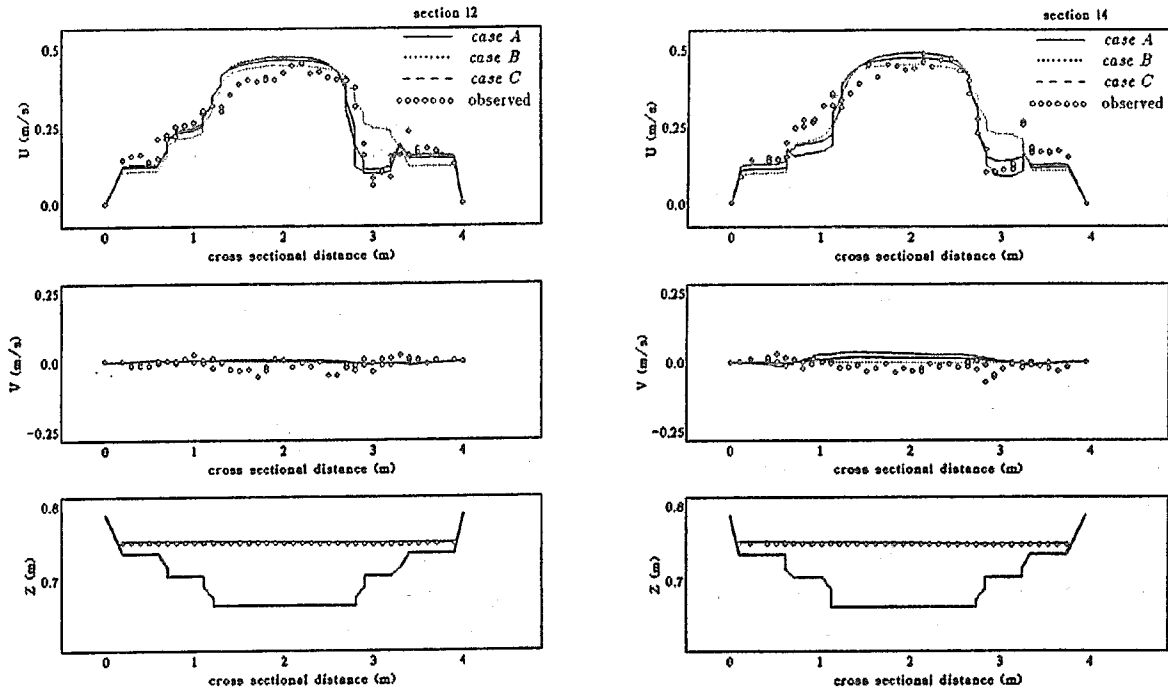 section 12
case A
case B
case C
observed
0.5
0.25
0.0
U (m/s)
0 1 2 3 4
cross sectional distance (m)
0.25
0.0
-0.25
V (m/s)
0 1 2 3 4
cross sectional distance (m)
0.8
0.7
Z (m)
0 1 2 3 4
cross sectional distance (m)
section 14
case A
case B
case C
observed
0.5
0.25
0.0
U (m/s)
0 1 2 3 4
cross sectional distance (m)
0.25
0.0
-0.25
V (m/s)
0 1 2 3 4
cross sectional distance (m)
0.8
0.7
Z (m)
0 1 2 3 4
cross sectional distance (m)